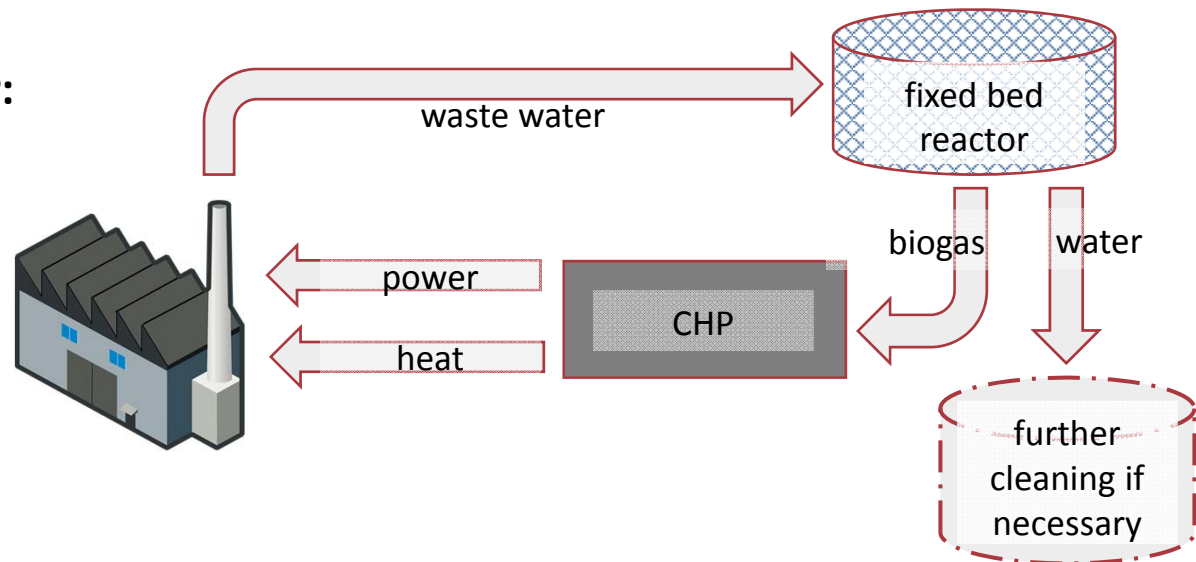 :
waste water
fixed bed
reactor
biogas
water
power
CHP
heat
further
cleaning if
necessary